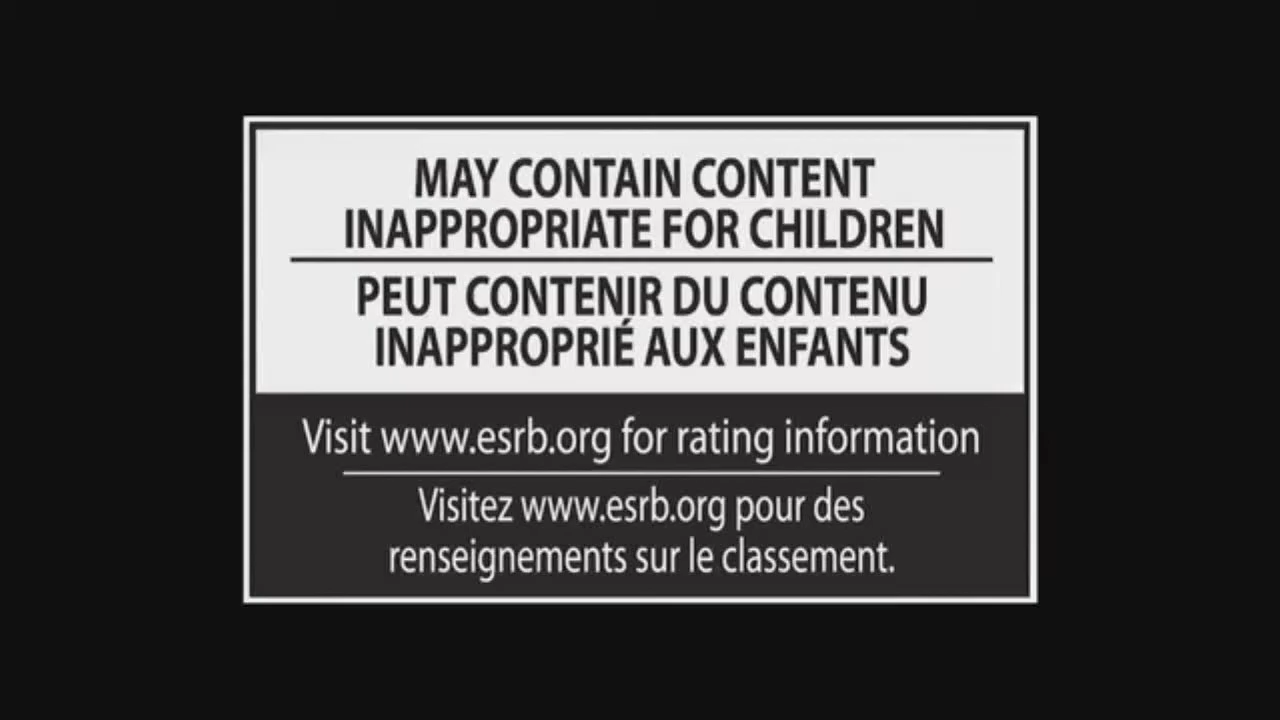 MAY CONTAIN CONTENT
INAPPROPRIATE FOR CHILDREN
PEUT CONTENIR DU CONTENU
INAPPROPRIÉ AUX ENFANTS
Visit www.esrb.org for rating information
Visitez www.esrb.org pour des
renseignements sur le classement.